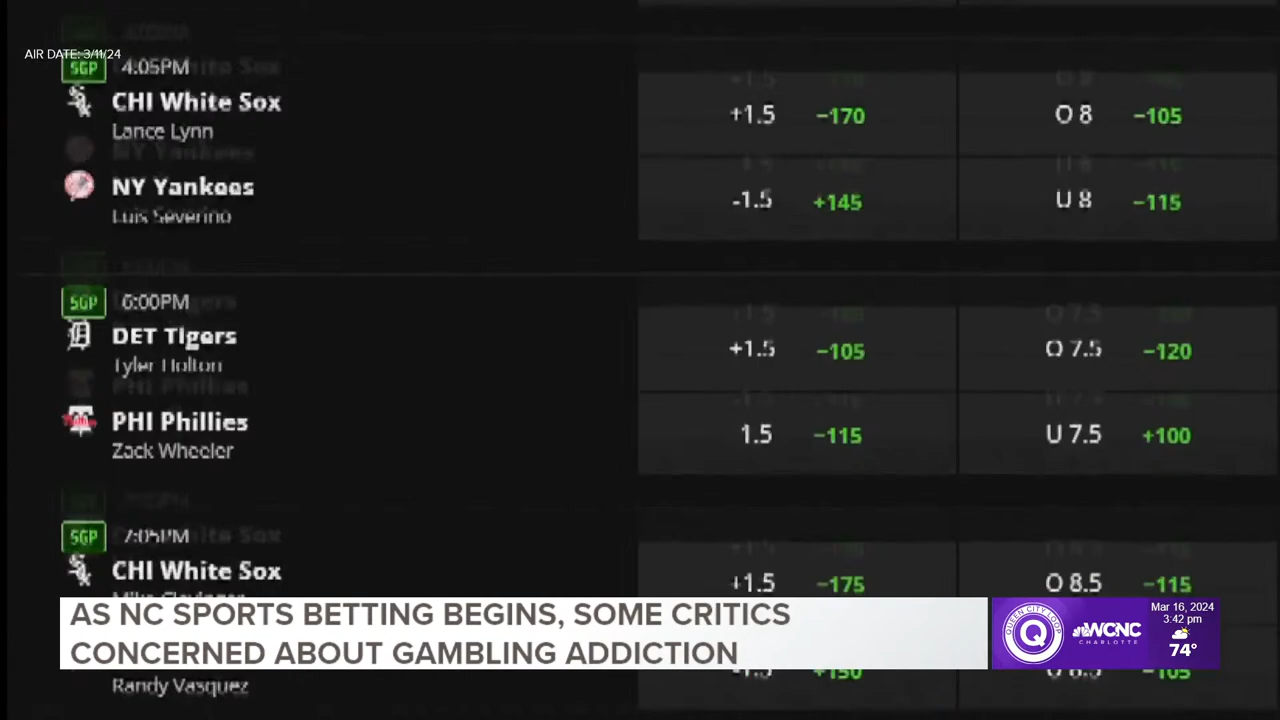 AIR DATE: 3/11/24
SGP 4:05PM
CHI White Sox +1.5 −170 O 8 −105
Lance Lynn
NY Yankees -1.5 +145 U 8 −115
Luis Severino
SGP 6:00PM
DET Tigers +1.5 −105 O 7.5 −120
Tyler Holton
PHI Phillies 1.5 −115 U 7.5 +100
Zack Wheeler
SGP 7:05PM
CHI White Sox +1.5 −175 O 8.5 −115
AS NC SPORTS BETTING BEGINS, SOME CRITICS
CONCERNED ABOUT GAMBLING ADDICTION
Randy Vasquez
QUEEN CITY LOOP
Q
WCNC
CHARLOTTE
Mar 16, 2024
3:42 pm
74°